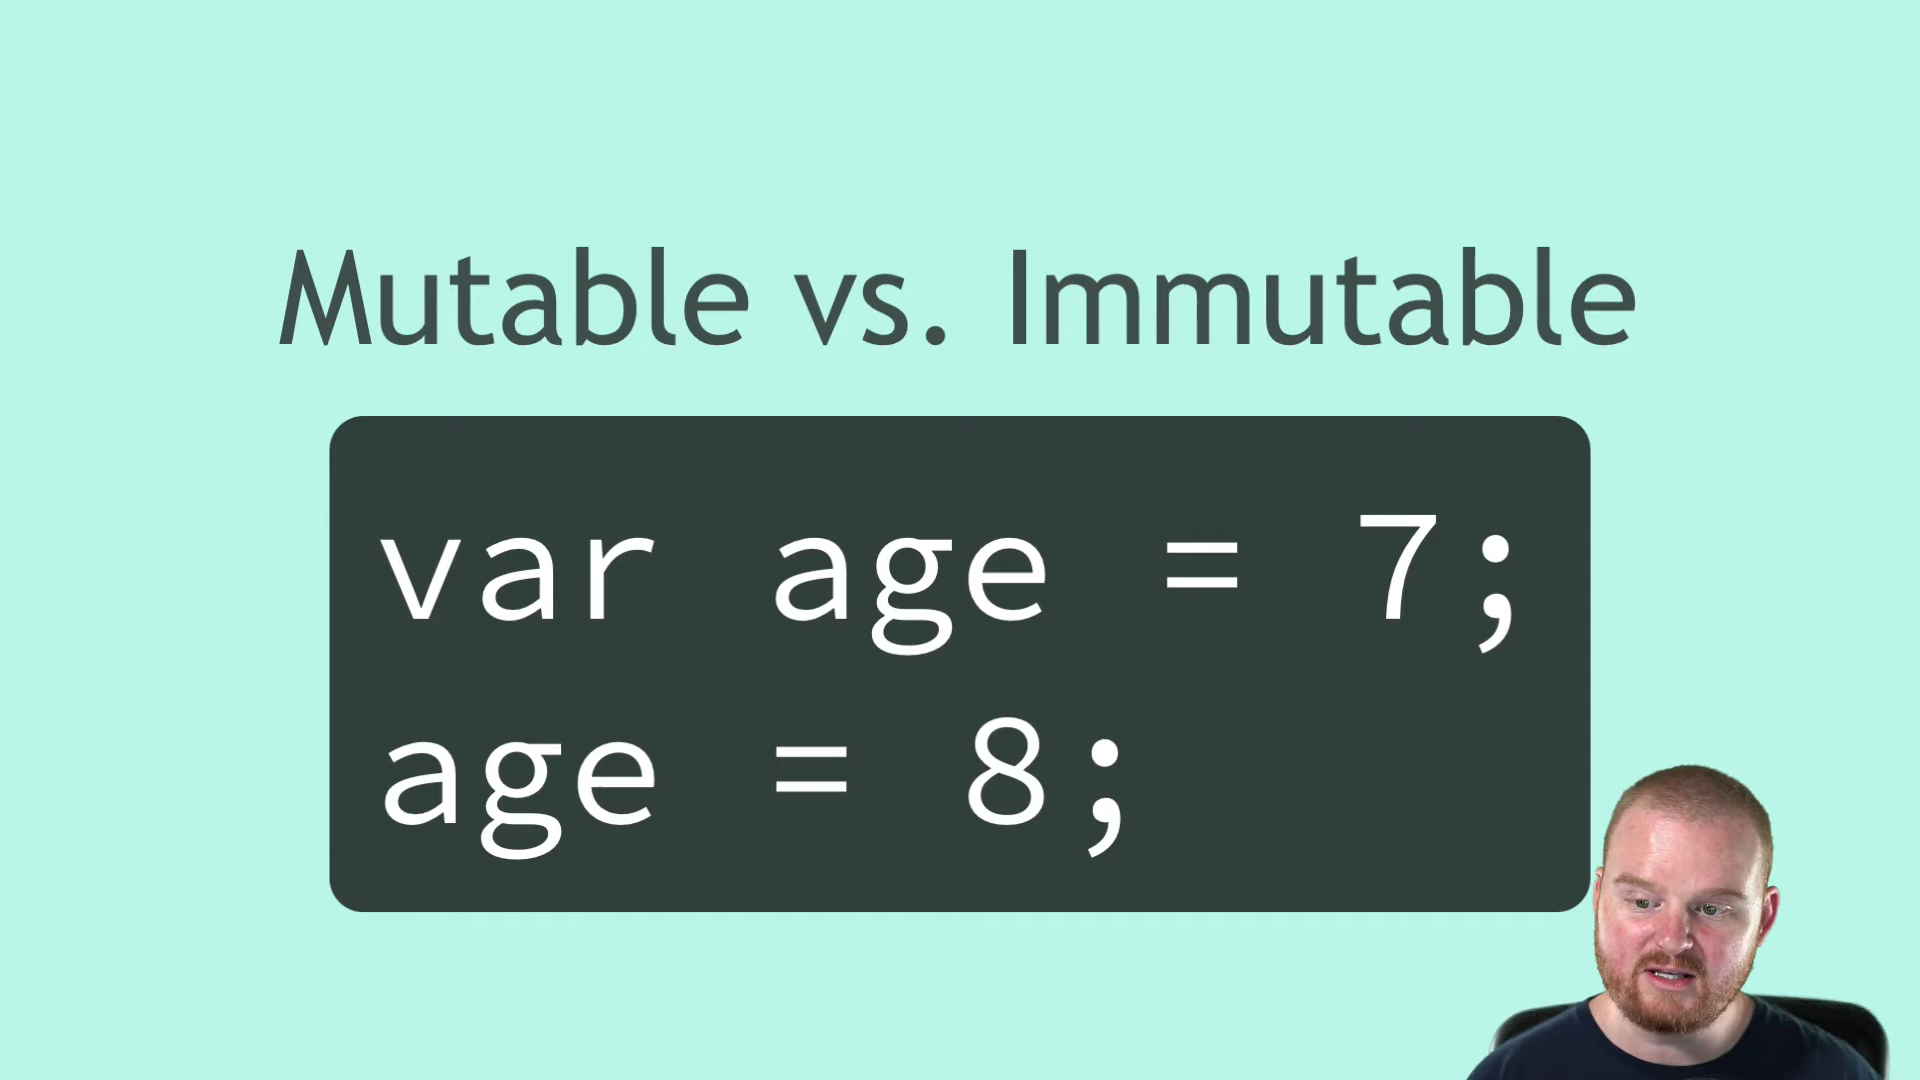 Mutable vs. Immutable
var age = 7;
age = 8;